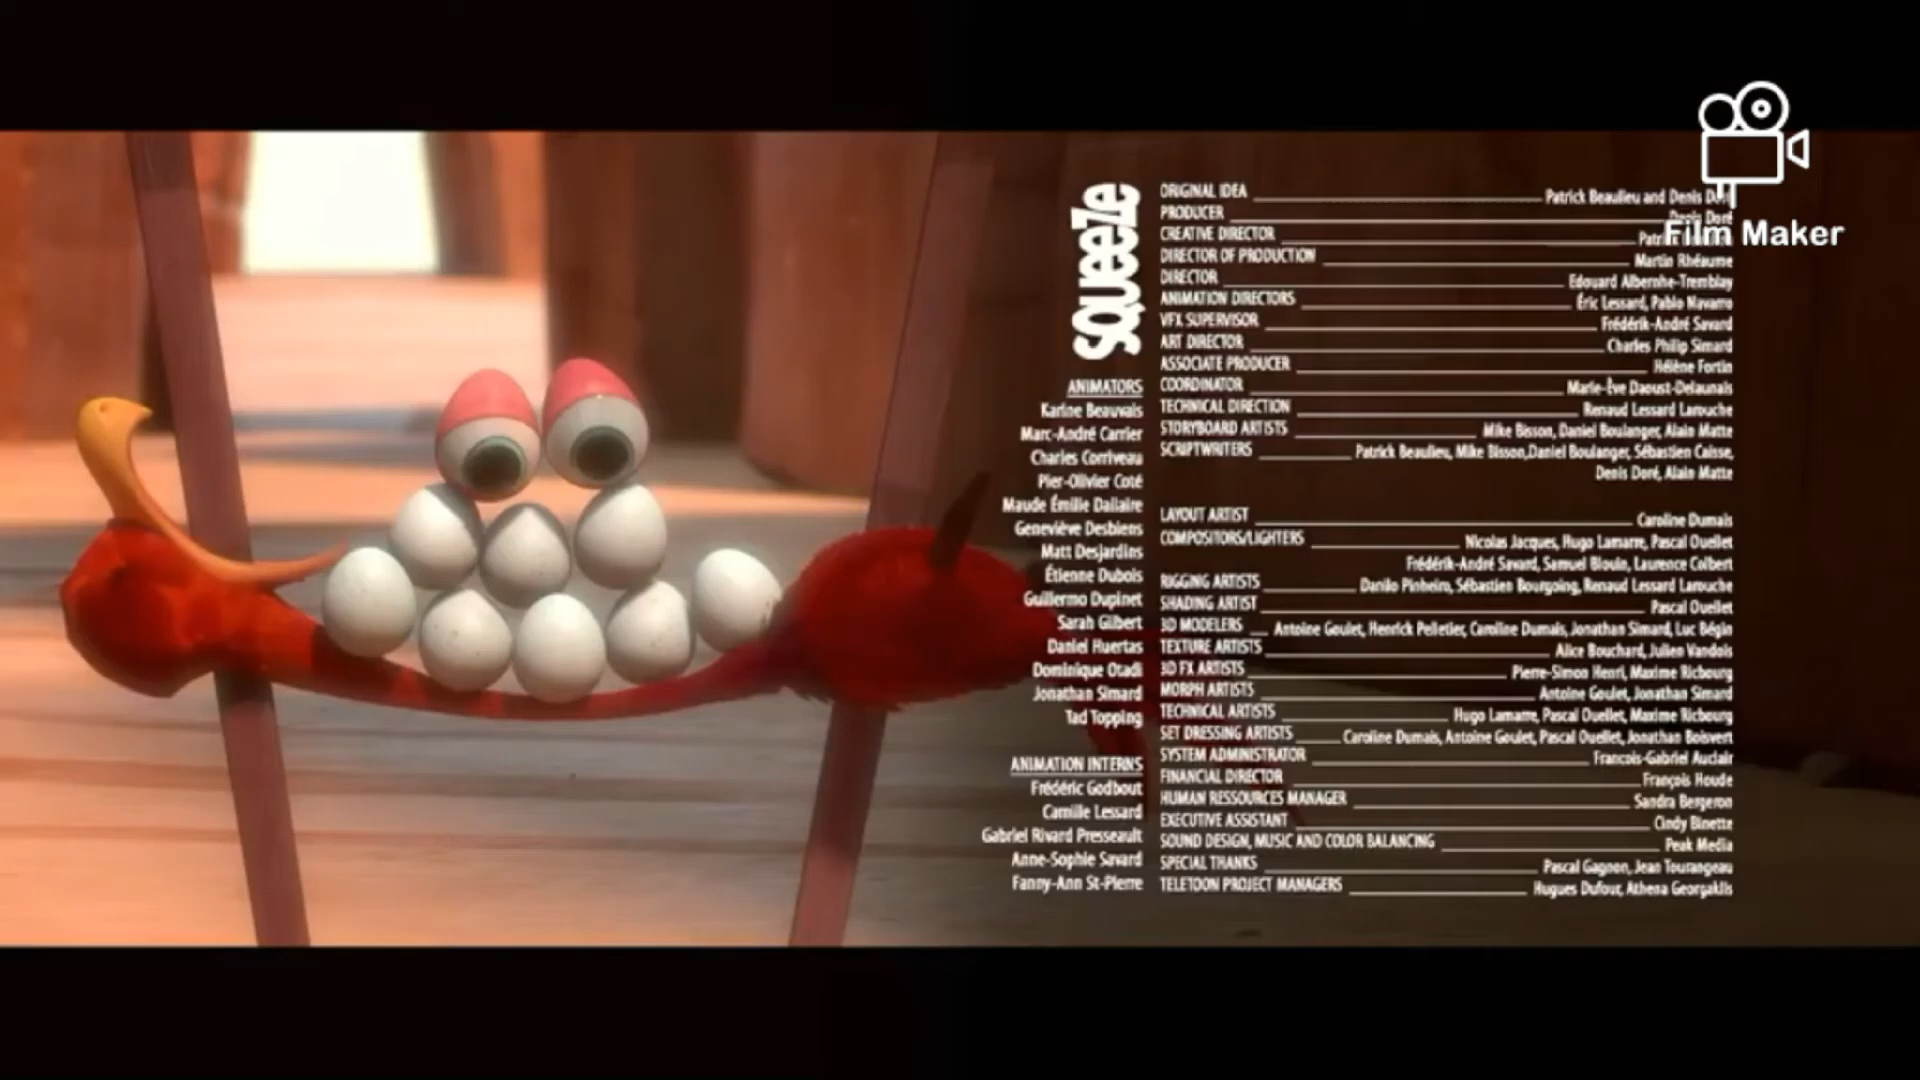 Film Maker
squeeze
ORIGINAL IDEA Patrick Beaulieu and Denis Doré
PRODUCER Denis Doré
CREATIVE DIRECTOR
DIRECTOR OF PRODUCTION Martin Rhéaume
DIRECTOR Edouard Albernhe-Tremblay
ANIMATION DIRECTORS Éric Lessard, Pablo Navarro
VFX SUPERVISOR Frédérik-André Savard
ART DIRECTOR Charles Philip Simard
ASSOCIATE PRODUCER Hélène Fortin
COORDINATOR Marie-Ève Daoust-Delaunais
TECHNICAL DIRECTION Renaud Lessard Larouche
STORYBOARD ARTISTS Mike Bisson, Daniel Boulanger, Alain Matte
SCRIPTWRITERS Patrick Beaulieu, Mike Bisson,Daniel Boulanger, Sébastien Caisse,
Denis Doré, Alain Matte
LAYOUT ARTIST Caroline Dumais
COMPOSITORS/LIGHTERS Nicolas Jacques, Hugo Lamarre, Pascal Ouellet
Frédérik-André Savard, Samuel Blouin, Laurence Colbert
RIGGING ARTISTS Danilo Pinheiro, Sébastien Bourgoing, Renaud Lessard Larouche
SHADING ARTIST Pascal Ouellet
3D MODELERS Antoine Goulet, Henrick Pelletier, Caroline Dumais, Jonathan Simard, Luc Bégin
TEXTURE ARTISTS Alice Bouchard, Julien Vandois
3D FX ARTISTS Pierre-Simon Henri, Maxime Ricbourg
MORPH ARTISTS Antoine Goulet, Jonathan Simard
TECHNICAL ARTISTS Hugo Lamarre, Pascal Ouellet, Maxime Ricbourg
SET DRESSING ARTISTS Caroline Dumais, Antoine Goulet, Pascal Ouellet, Jonathan Boisvert
SYSTEM ADMINISTRATOR Francois-Gabriel Auclair
FINANCIAL DIRECTOR François Houde
HUMAN RESSOURCES MANAGER Sandra Bergeron
EXECUTIVE ASSISTANT Cindy Binette
SOUND DESIGN, MUSIC AND COLOR BALANCING Peak Media
SPECIAL THANKS Pascal Gagnon, Jean Tourangeau
TELETOON PROJECT MANAGERS Hugues Dufour, Athena Georgaklis
ANIMATORS
Karine Beauvais
Marc-André Carrier
Charles Corriveau
Pier-Olivier Coté
Maude Émilie Dallaire
Geneviève Desbiens
Matt Desjardins
Étienne Dubois
Guillermo Dupinet
Sarah Gilbert
Daniel Huertas
Dominique Otadi
Jonathan Simard
Tad Topping
ANIMATION INTERNS
Frédéric Godbout
Camille Lessard
Gabriel Rivard Presseault
Anne-Sophie Savard
Fanny-Ann St-Pierre